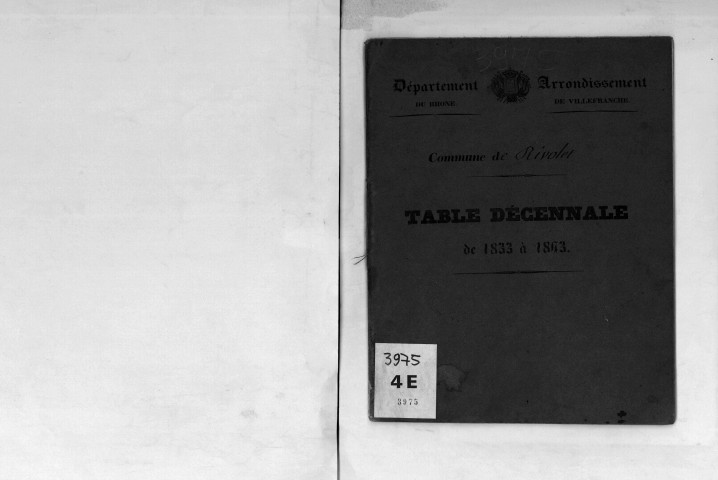 Département
DU RHONE.
Arrondissement
DE VILLEFRANCHE
Commune de Rivolet
TABLE DÉCENNALE
de 1833 à 1863.
3975
4 E
3975